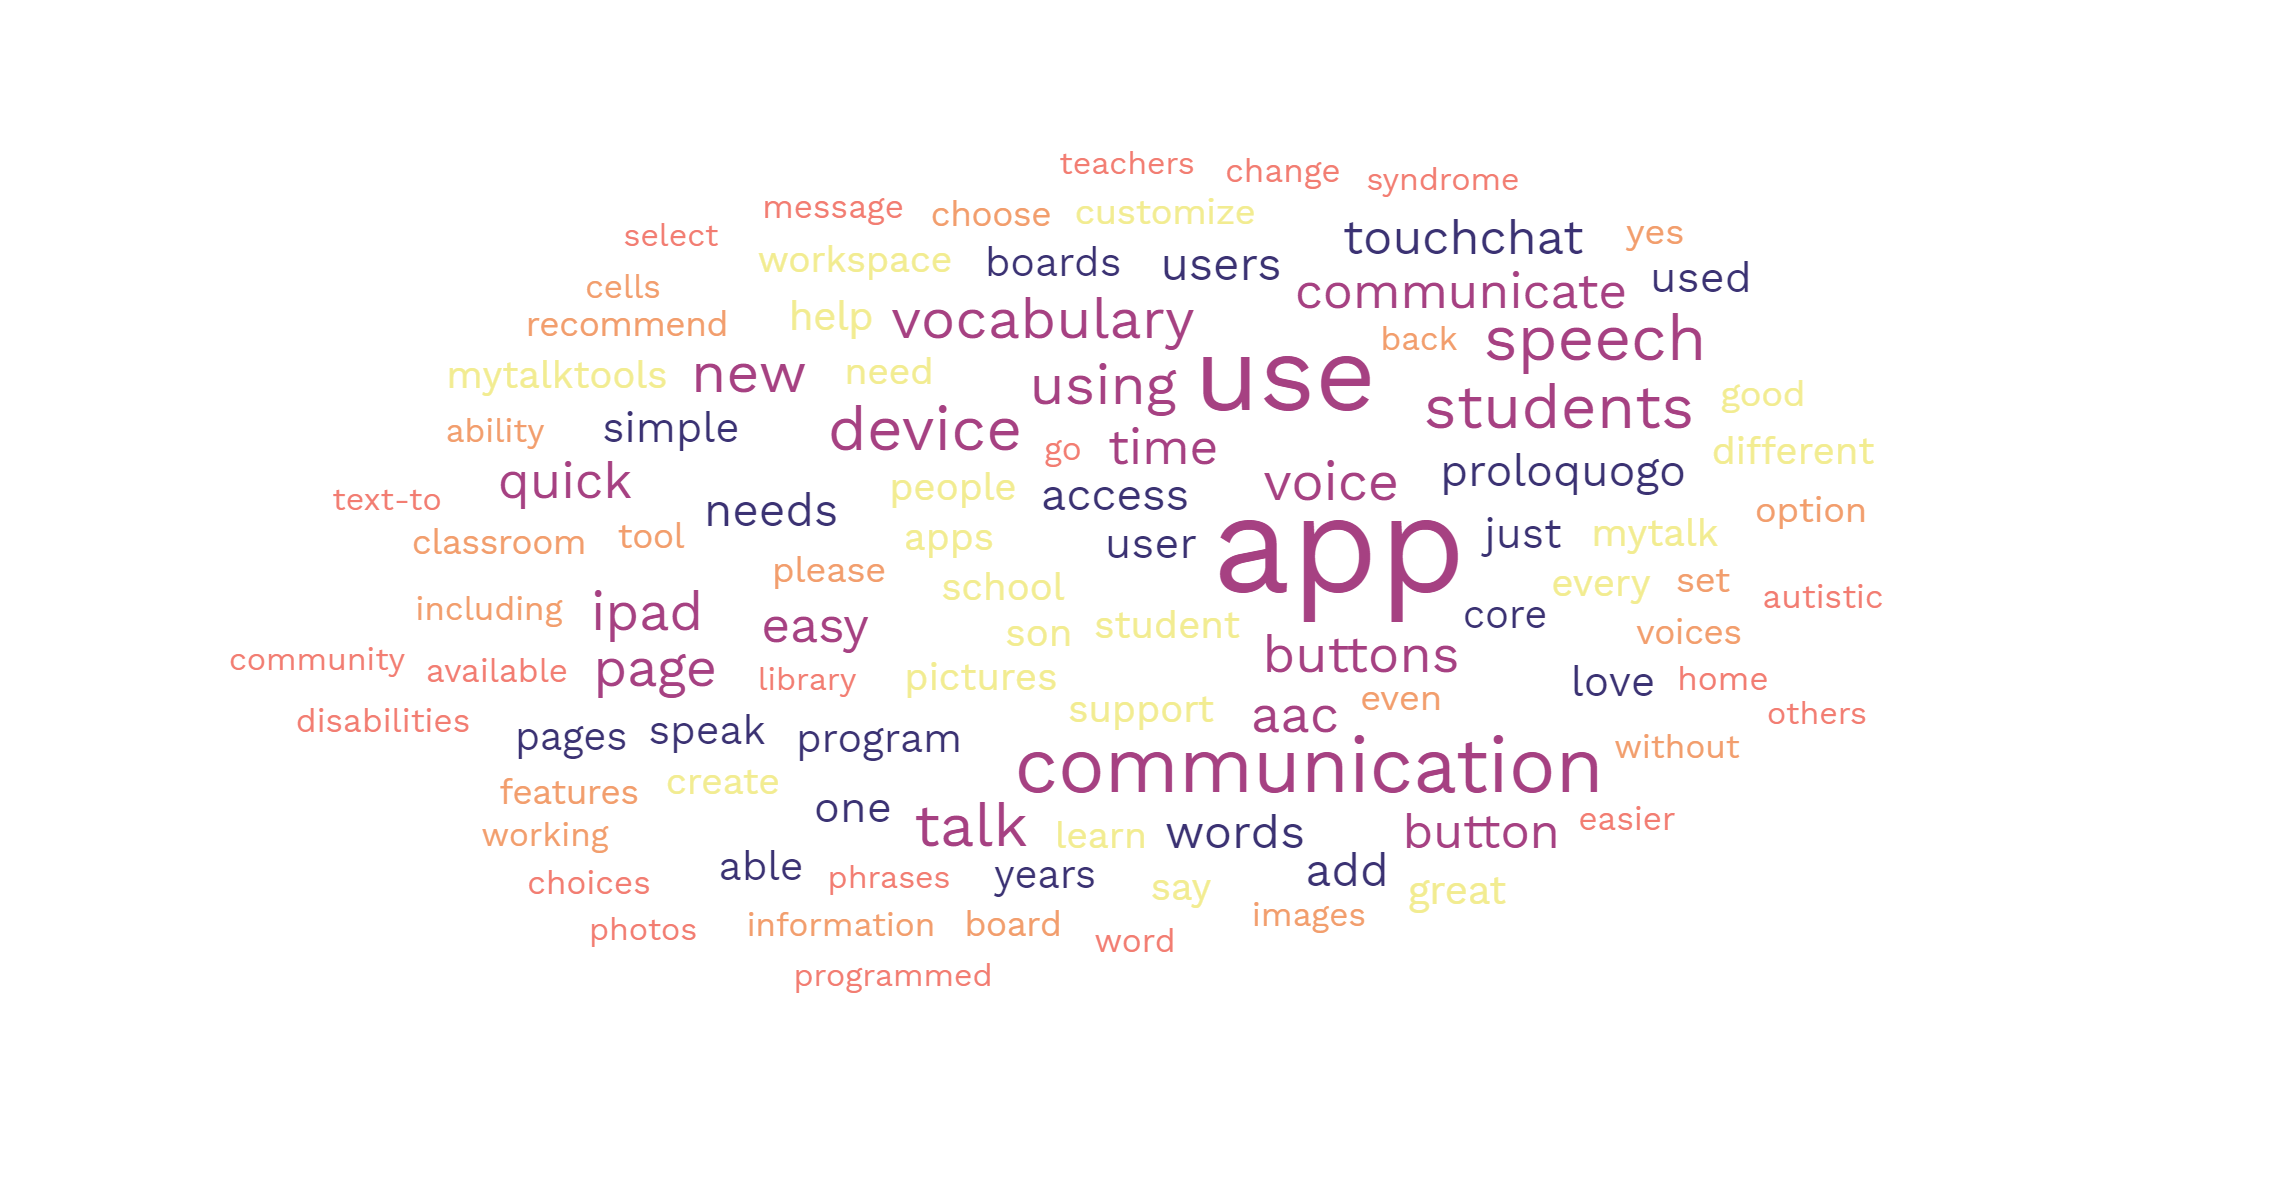 teachers change syndrome
message choose customize
select touchchat yes
workspace boards users used
cells communicate
recommend help vocabulary back speech
mytalktools new need using use
ability simple device students good
go time different
quick voice proloquogo
text-to needs people access option
classroom tool apps user app just mytalk
please school every set autistic
including ipad easy son student core voices
community available page library pictures buttons love home
disabilities support aac even others
pages speak program communication without
features create one
working talk learn words button easier
choices able phrases years say add great
photos information board word images
programmed